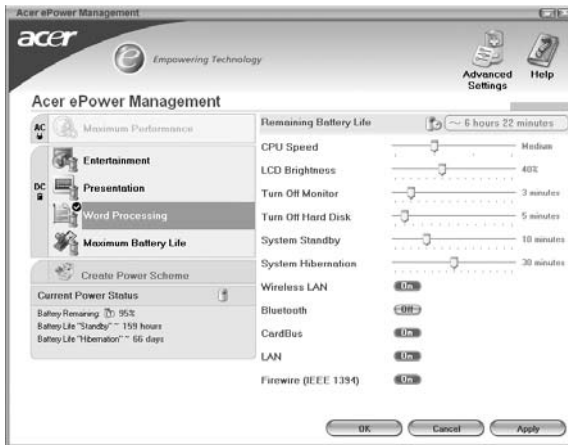 Acer ePower Management
acer
Empowering Technology
Advanced Settings
Help
Acer ePower Management
AC
Maximum Performance
DC
Entertainment
Presentation
Word Processing
Maximum Battery Life
Create Power Scheme
Current Power Status
Battery Remaining: 95%
Battery Life "Standby" ~ 159 hours
Battery Life "Hibernation" ~ 66 days
Remaining Battery Life ~ 6 hours 22 minutes
CPU Speed Medium
LCD Brightness 40%
Turn Off Monitor 3 minutes
Turn Off Hard Disk 5 minutes
System Standby 10 minutes
System Hibernation 30 minutes
Wireless LAN On
Bluetooth Off
CardBus On
LAN On
Firewire (IEEE 1394) On
OK Cancel Apply